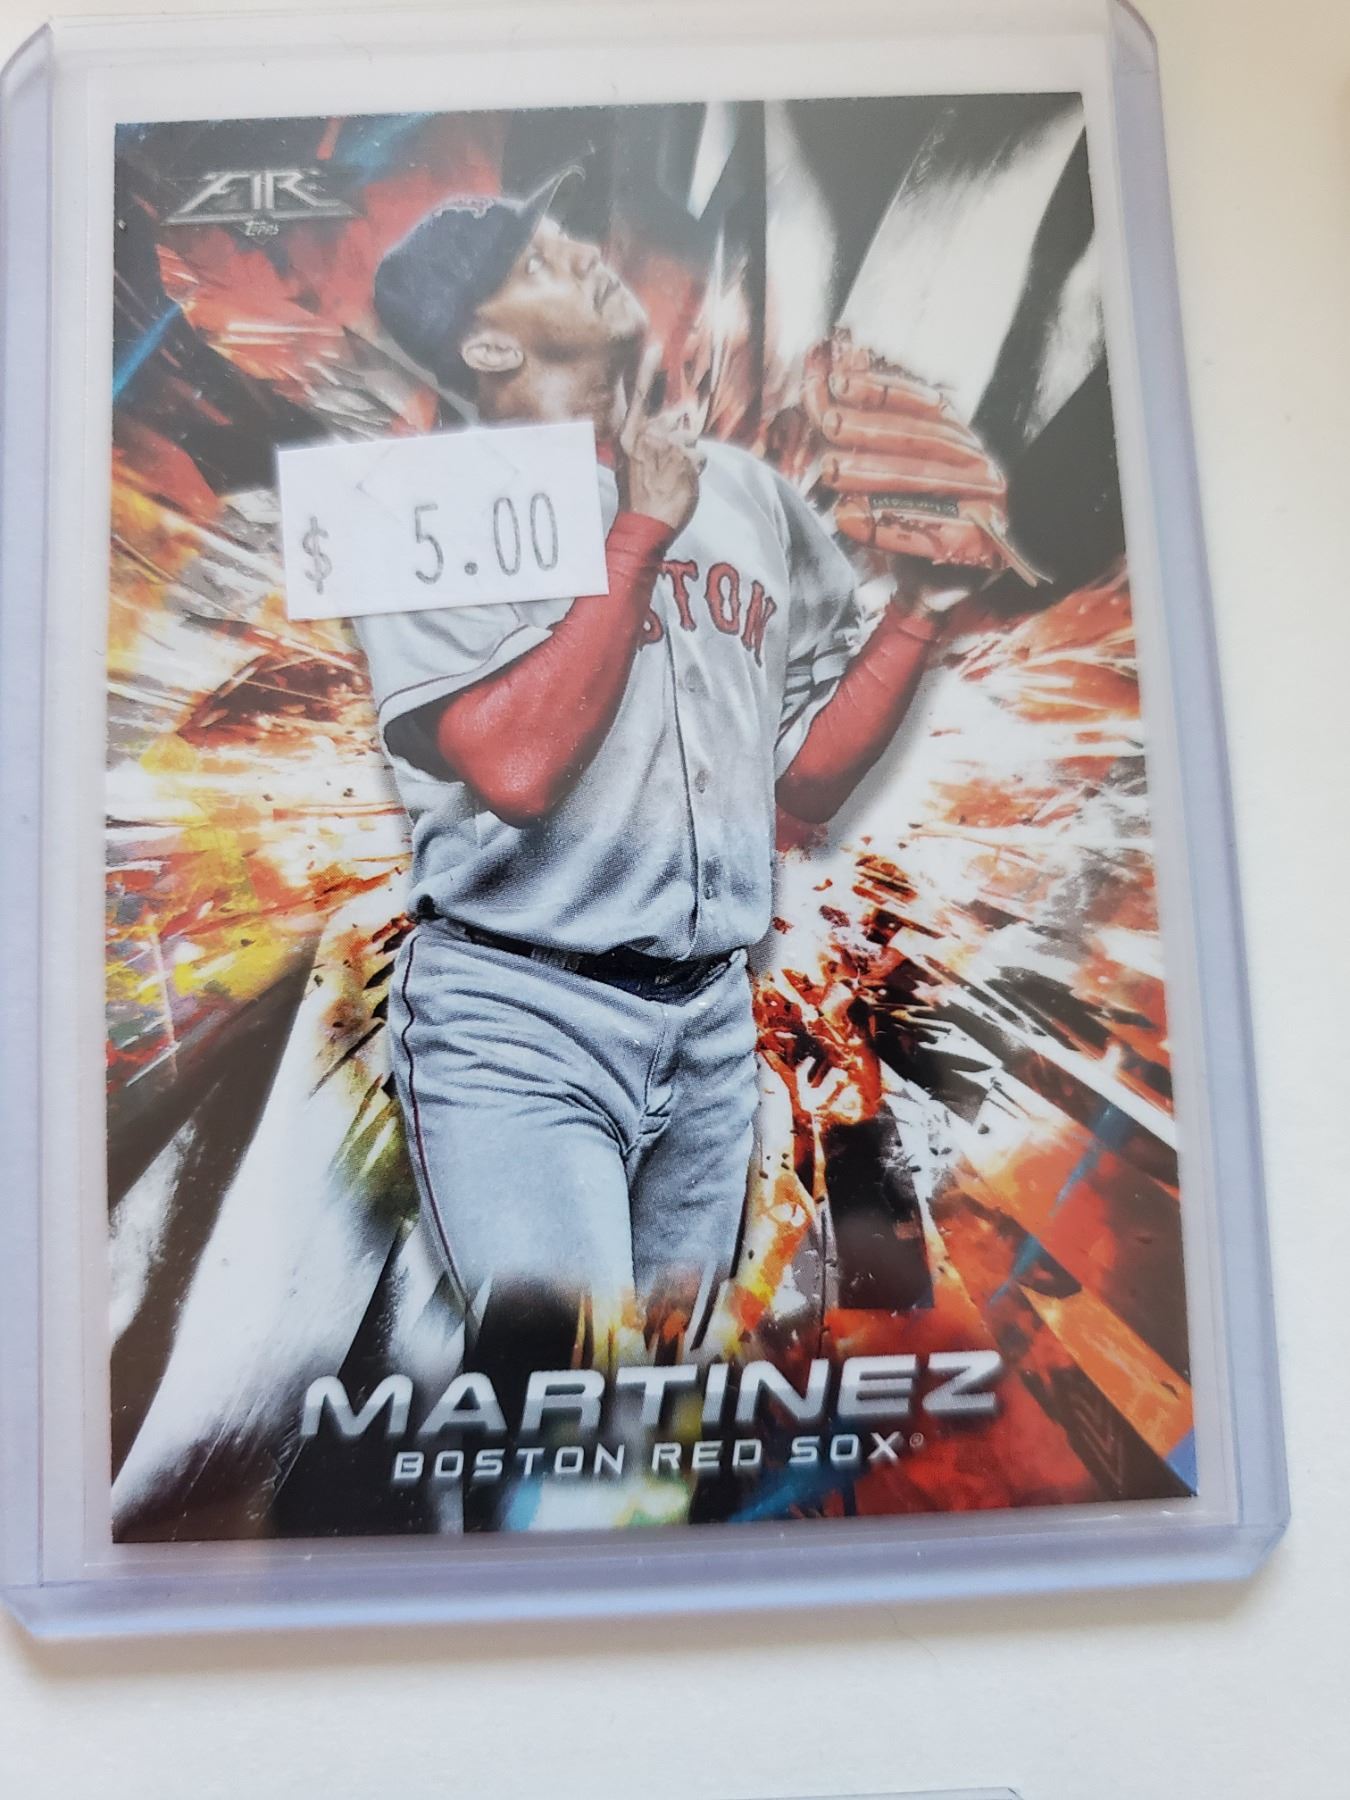 FIRE
Topps
$ 5.00
STON
MARTINEZ
BOSTON RED SOX®